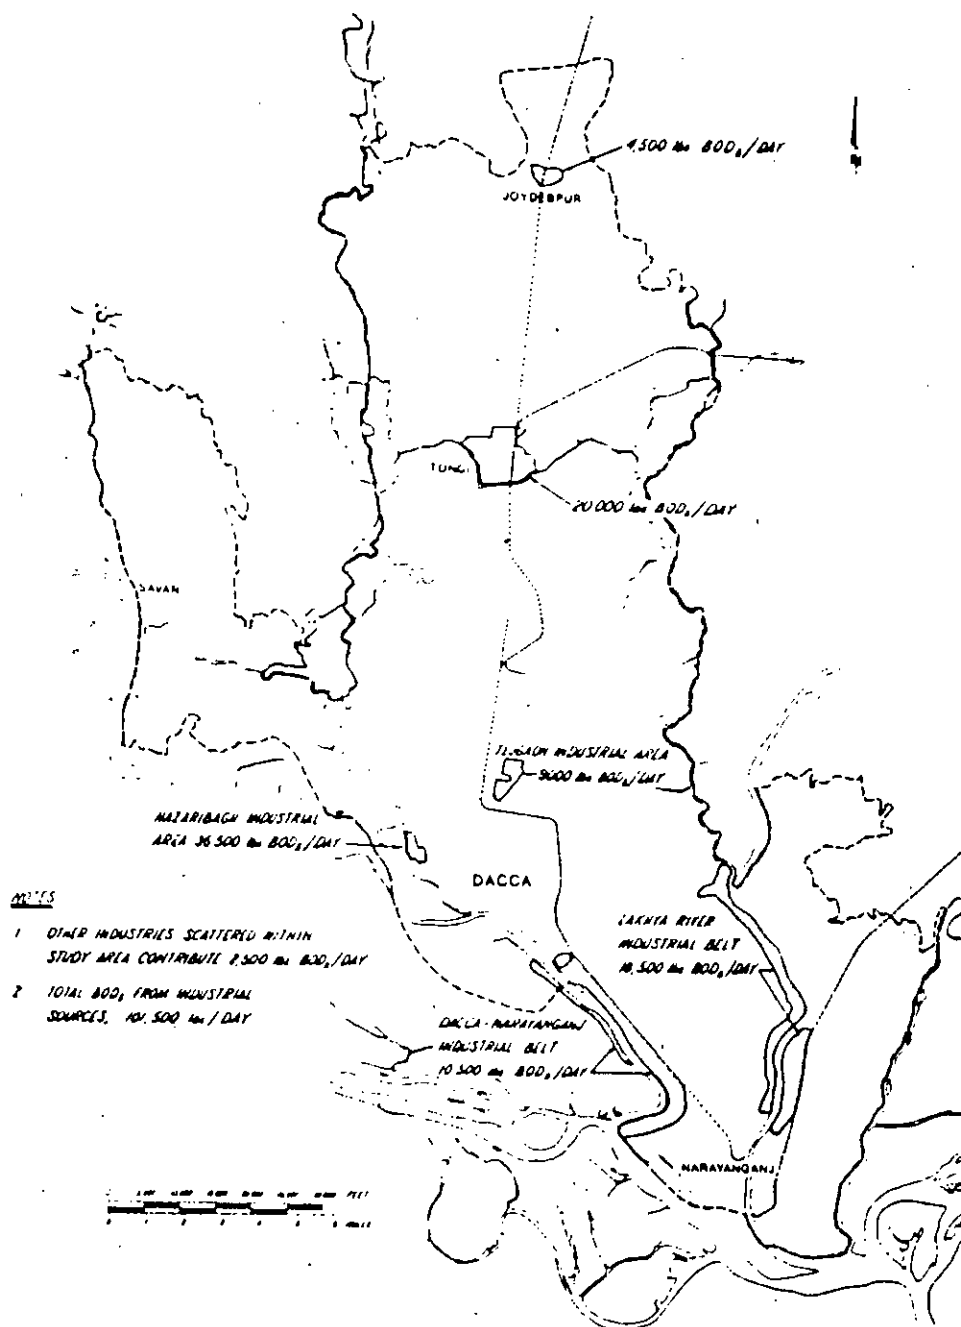 4,500 lbs BOD₅/DAY
JOYDEBPUR
TUNGI
20 000 lbs BOD₅/DAY
SAVAR
INDUSTRIAL AREA
9000 lbs BOD₅/DAY
HAZARIBAGH INDUSTRIAL
AREA 36 500 lbs BOD₅/DAY
DACCA
NOTES
1 OTHER INDUSTRIES SCATTERED WITHIN
STUDY AREA CONTRIBUTE 2,500 lbs BOD₅/DAY
2 TOTAL BOD₅ FROM INDUSTRIAL
SOURCES, 101,500 lbs/DAY
LAKHYA RIVER
INDUSTRIAL BELT
18,500 lbs BOD₅/DAY
DACCA-NARAYANGANJ
INDUSTRIAL BELT
10 500 lbs BOD₅/DAY
NARAYANGANJ
FEET